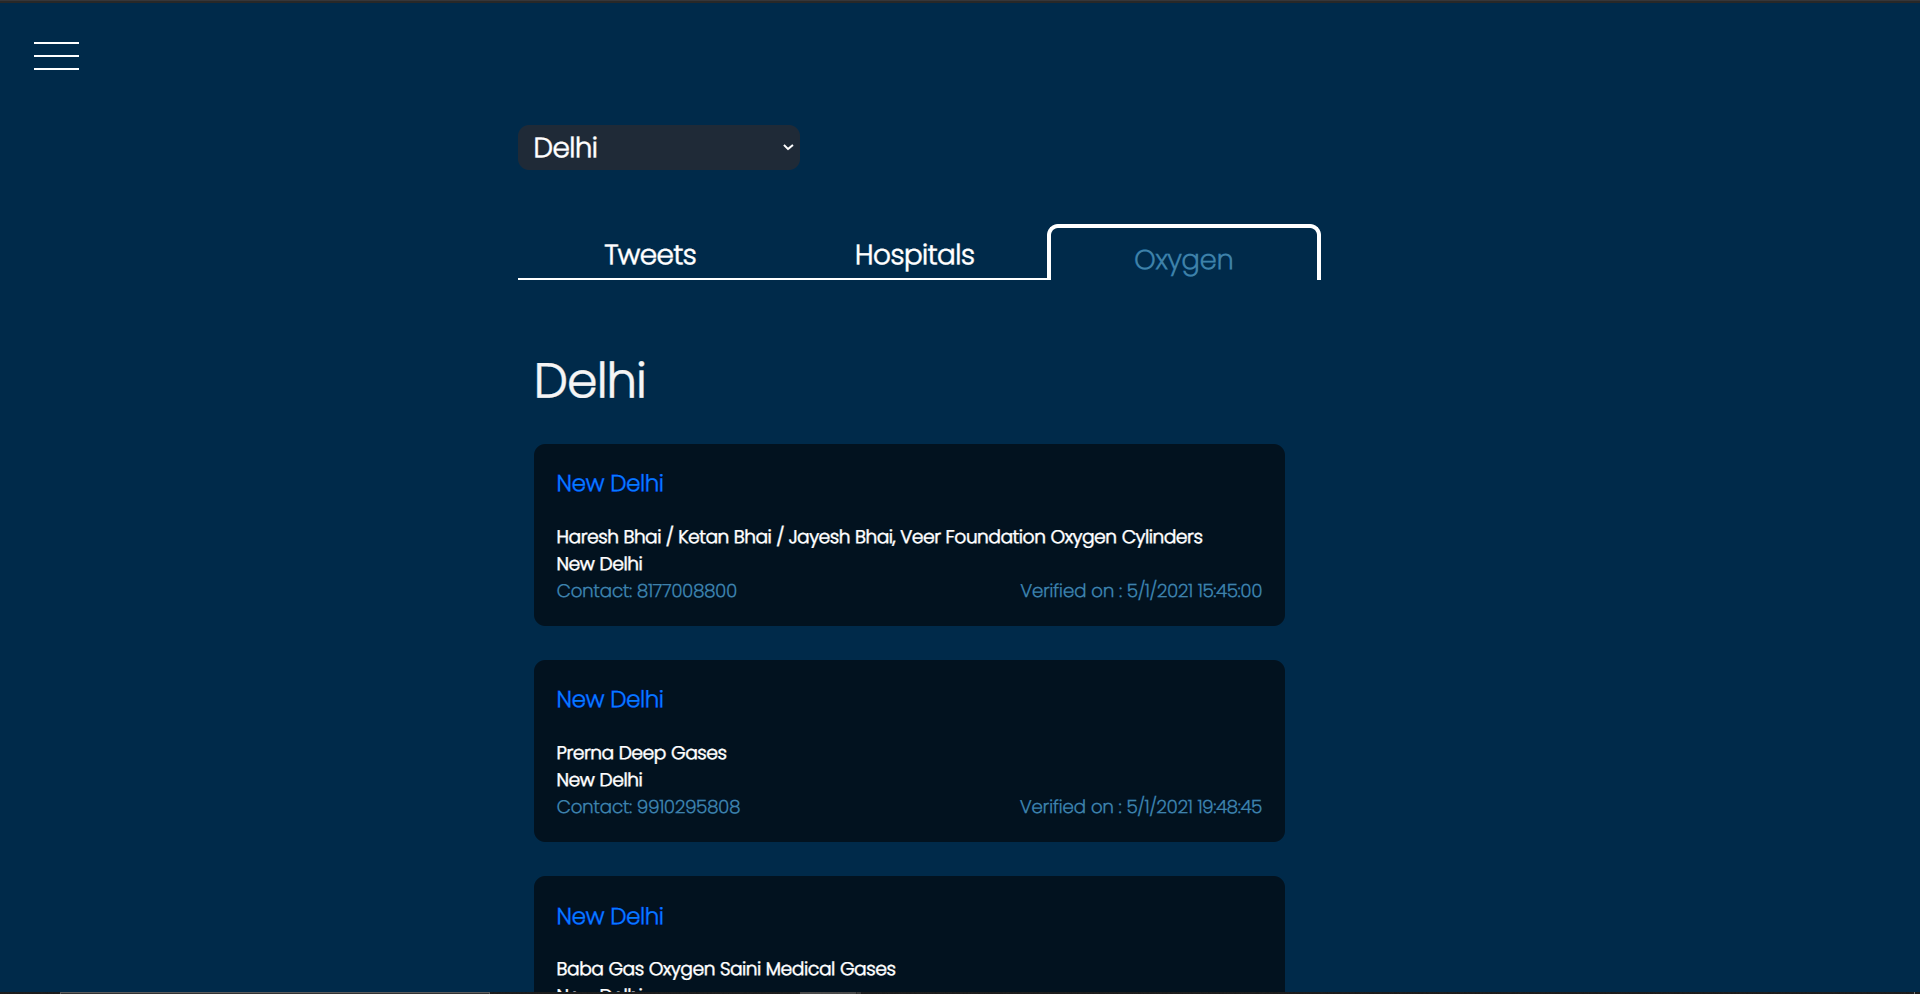 Delhi
Tweets Hospitals Oxygen
Delhi
New Delhi
Haresh Bhai / Ketan Bhai / Jayesh Bhai, Veer Foundation Oxygen Cylinders
New Delhi
Contact: 8177008800 Verified on : 5/1/2021 15:45:00
New Delhi
Prerna Deep Gases
New Delhi
Contact: 9910295808 Verified on : 5/1/2021 19:48:45
New Delhi
Baba Gas Oxygen Saini Medical Gases